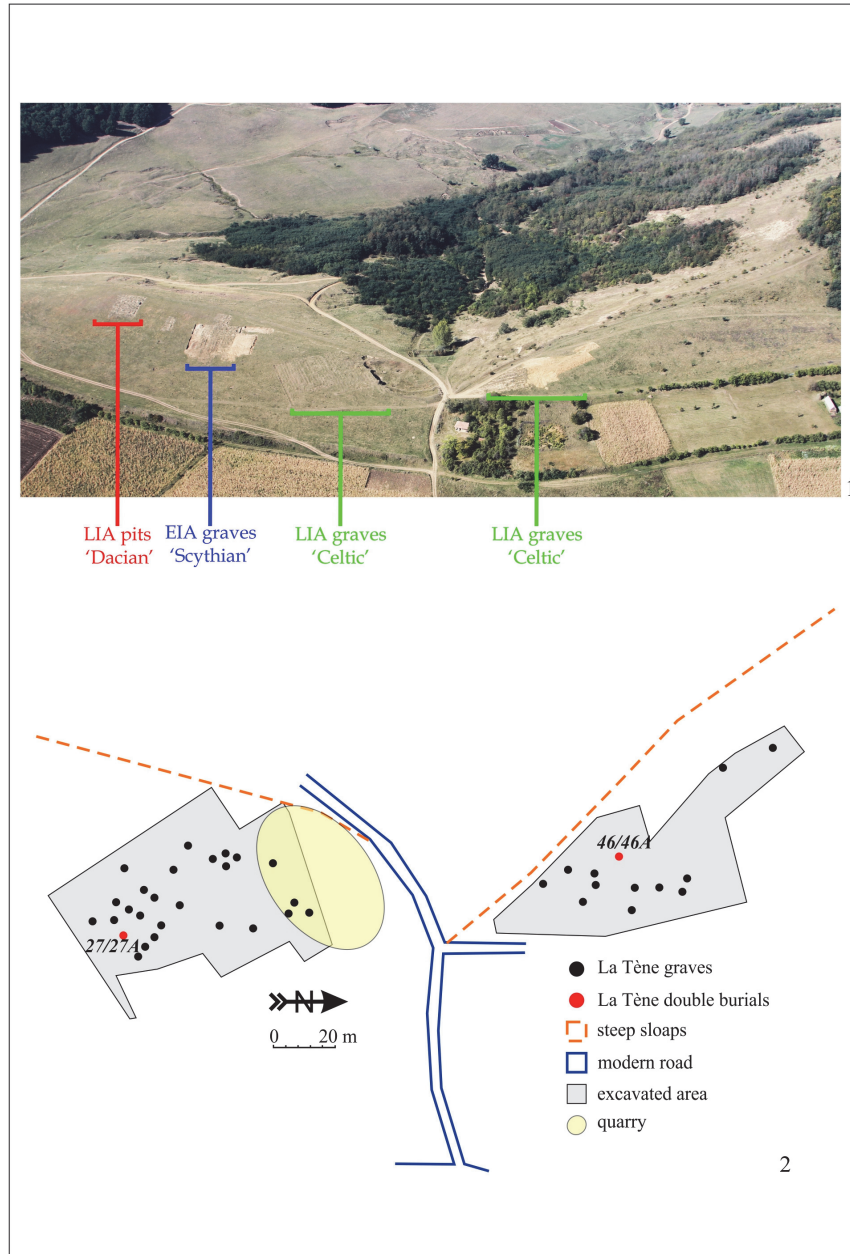 1
LIA pits
'Dacian'
EIA graves
'Scythian'
LIA graves
'Celtic'
LIA graves
'Celtic'
46/46A
27/27A
N
0 20 m
La Tène graves
La Tène double burials
steep sloaps
modern road
excavated area
quarry
2